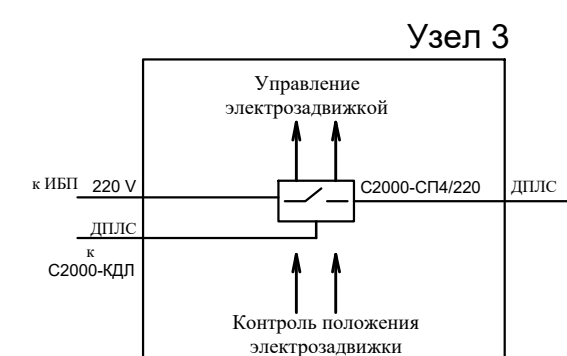 Узел 3
Управление
электрозадвижкой
к ИБП 220 V
С2000-СП4/220
ДПЛС
ДПЛС
к
С2000-КДЛ
Контроль положения
электрозадвижки